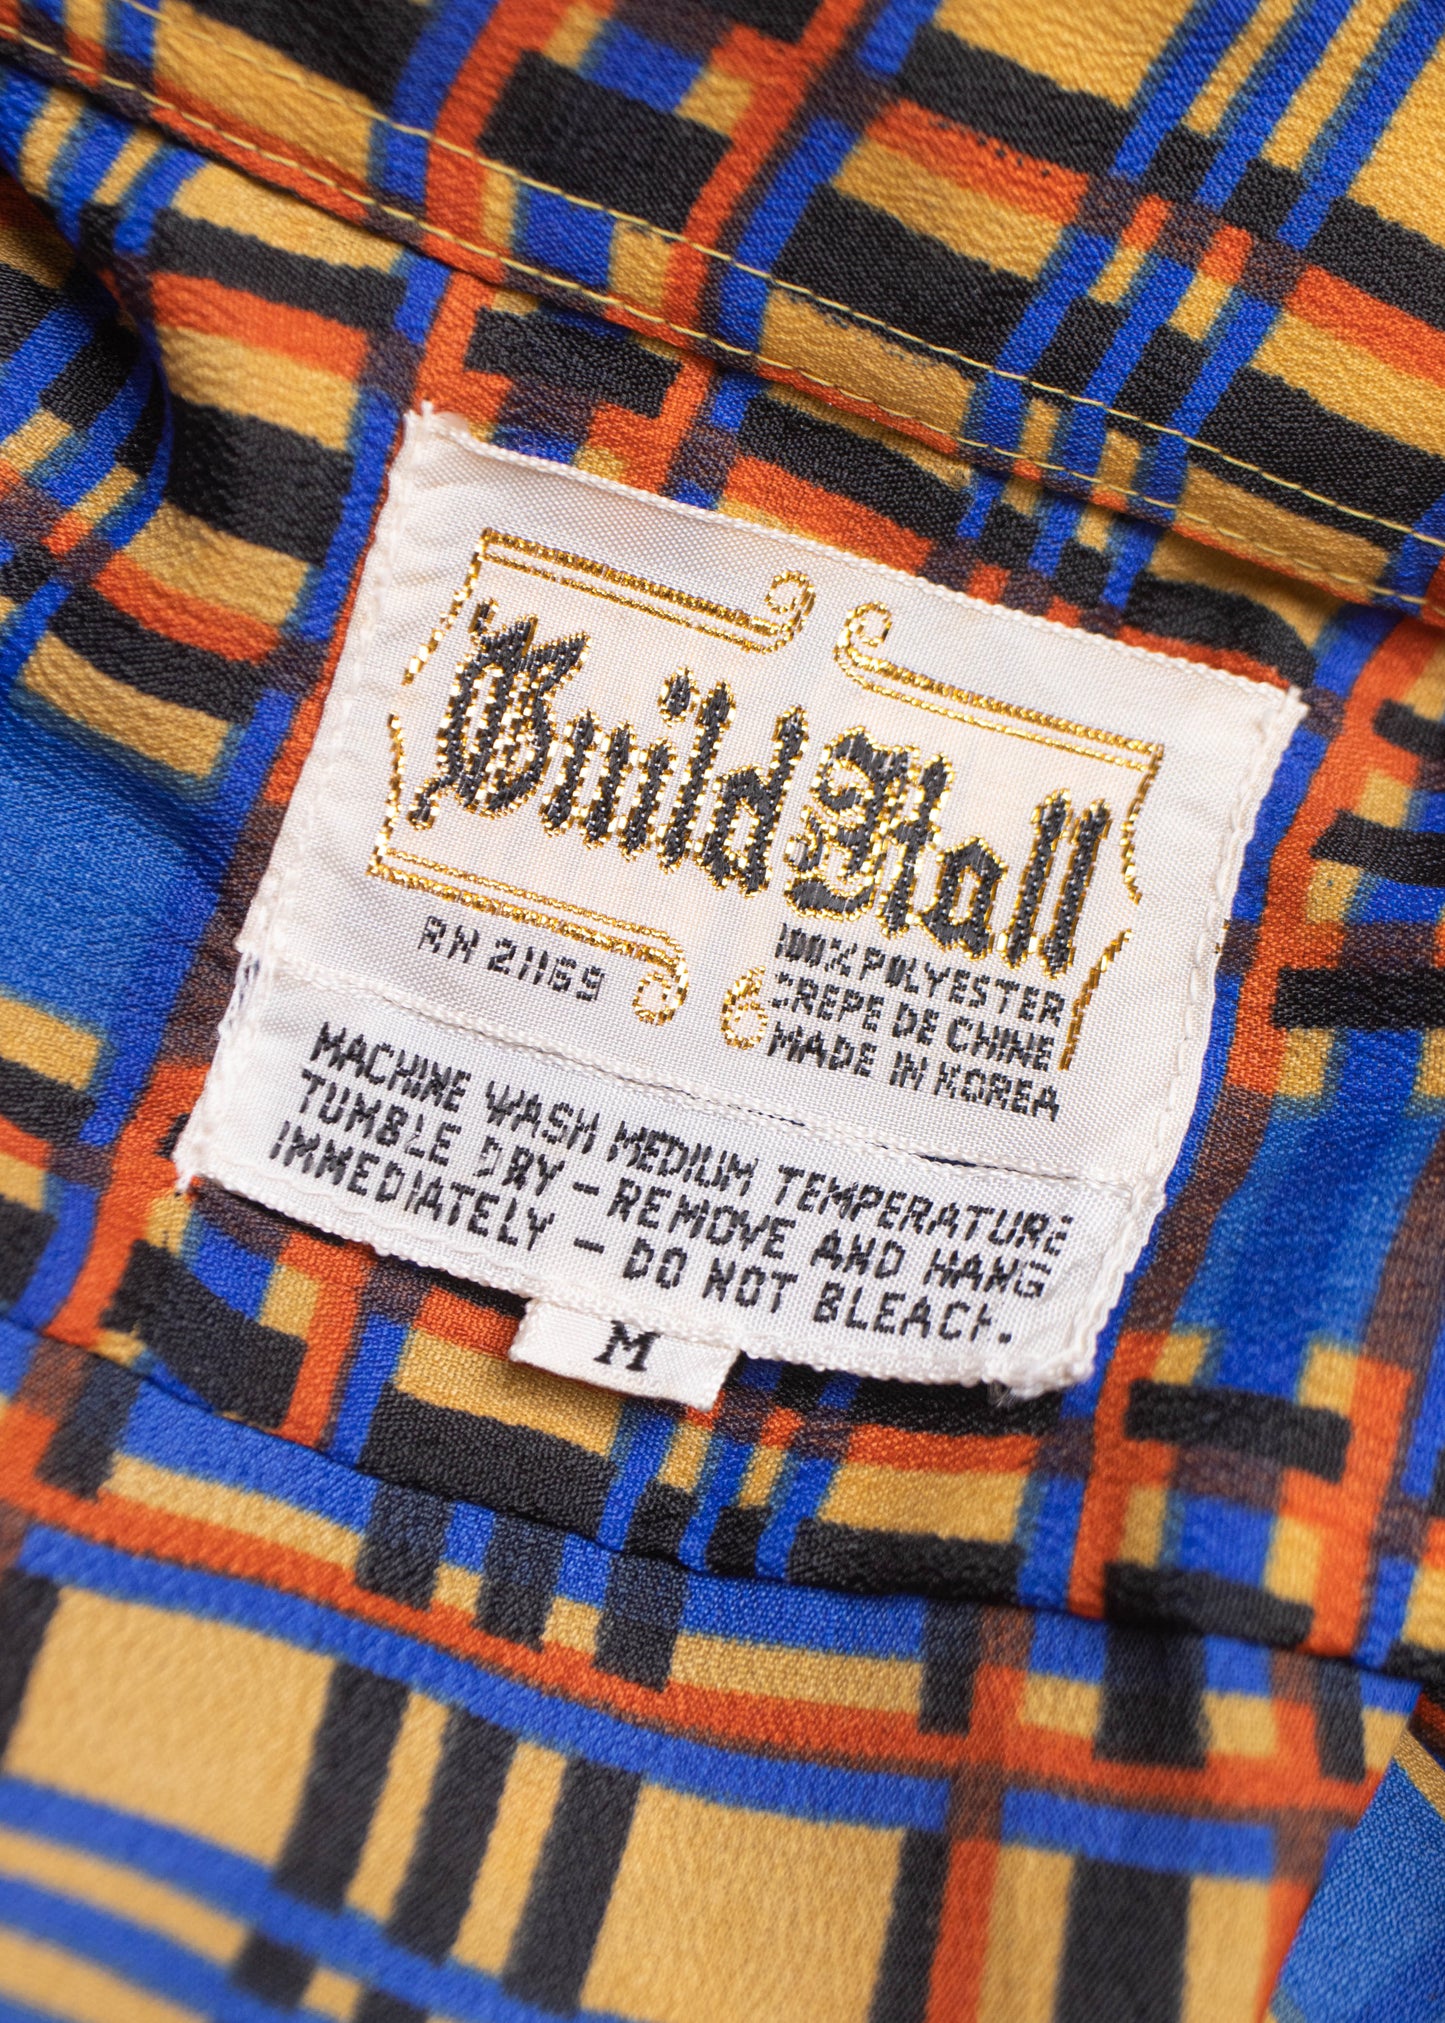 Guild Hall
RN 21169
100% POLYESTER
CREPE DE CHINE
MADE IN KOREA
MACHINE WASH MEDIUM TEMPERATURE
TUMBLE DRY – REMOVE AND HANG
IMMEDIATELY – DO NOT BLEACH.
M